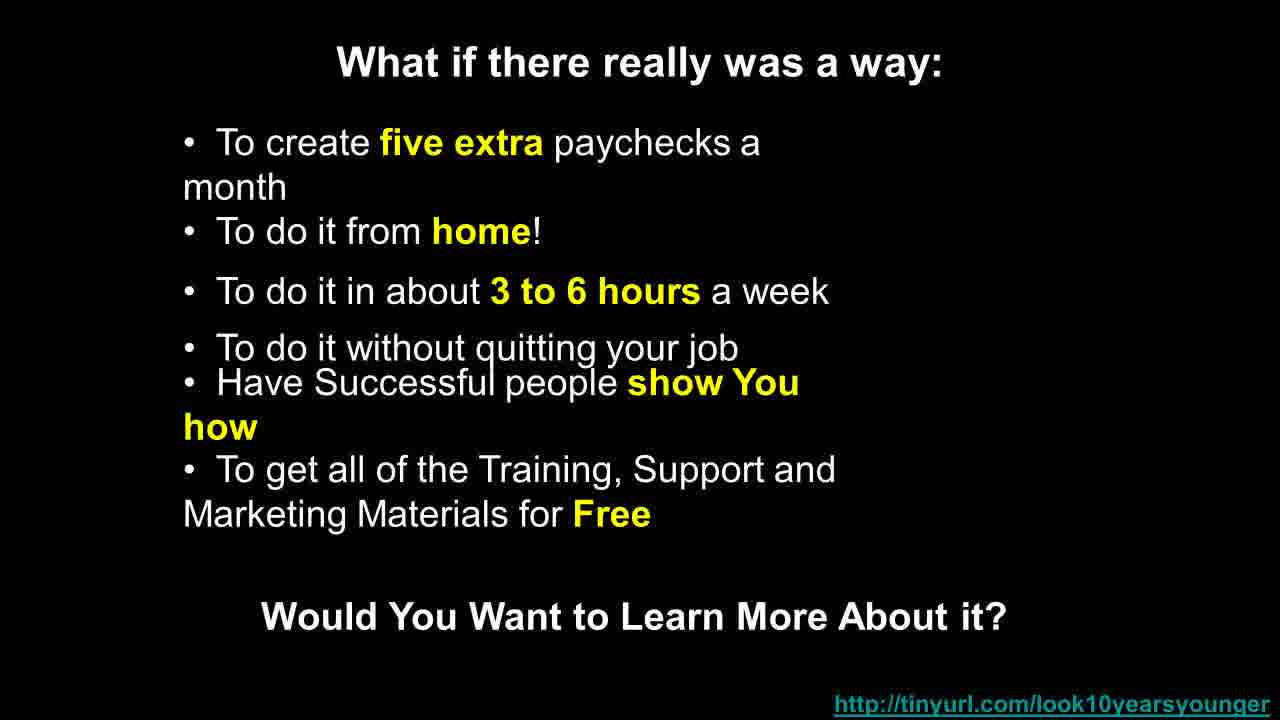 What if there really was a way:
• To create five extra paychecks a
month
• To do it from home!
• To do it in about 3 to 6 hours a week
• To do it without quitting your job
• Have Successful people show You
how
• To get all of the Training, Support and
Marketing Materials for Free
Would You Want to Learn More About it?
http://tinyurl.com/look10yearsyounger